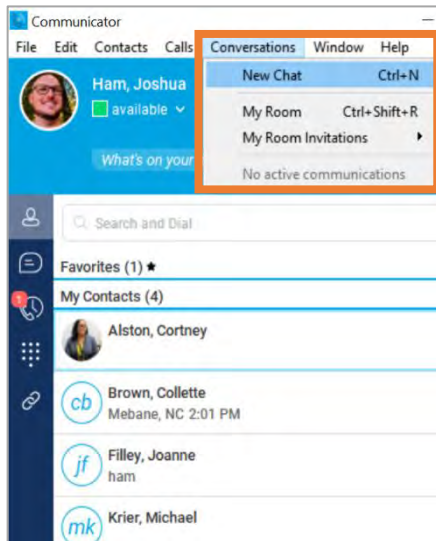 Communicator
File Edit Contacts Calls Conversations Window Help
New Chat Ctrl+N
My Room Ctrl+Shift+R
My Room Invitations
No active communications
Ham, Joshua
available
What's on your
Search and Dial
Favorites (1) ★
My Contacts (4)
1
Alston, Cortney
cb
Brown, Collette
Mebane, NC 2:01 PM
jf
Filley, Joanne
ham
mk
Krier, Michael